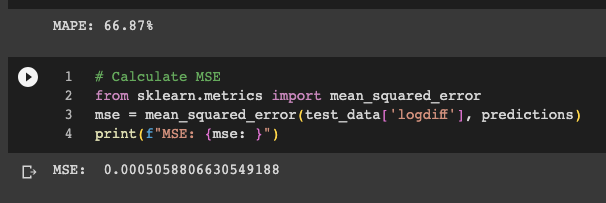 MAPE: 66.87%
1 # Calculate MSE
2 from sklearn.metrics import mean_squared_error
3 mse = mean_squared_error(test_data['logdiff'], predictions)
4 print(f"MSE: {mse: }")
MSE:  0.0005058806630549188